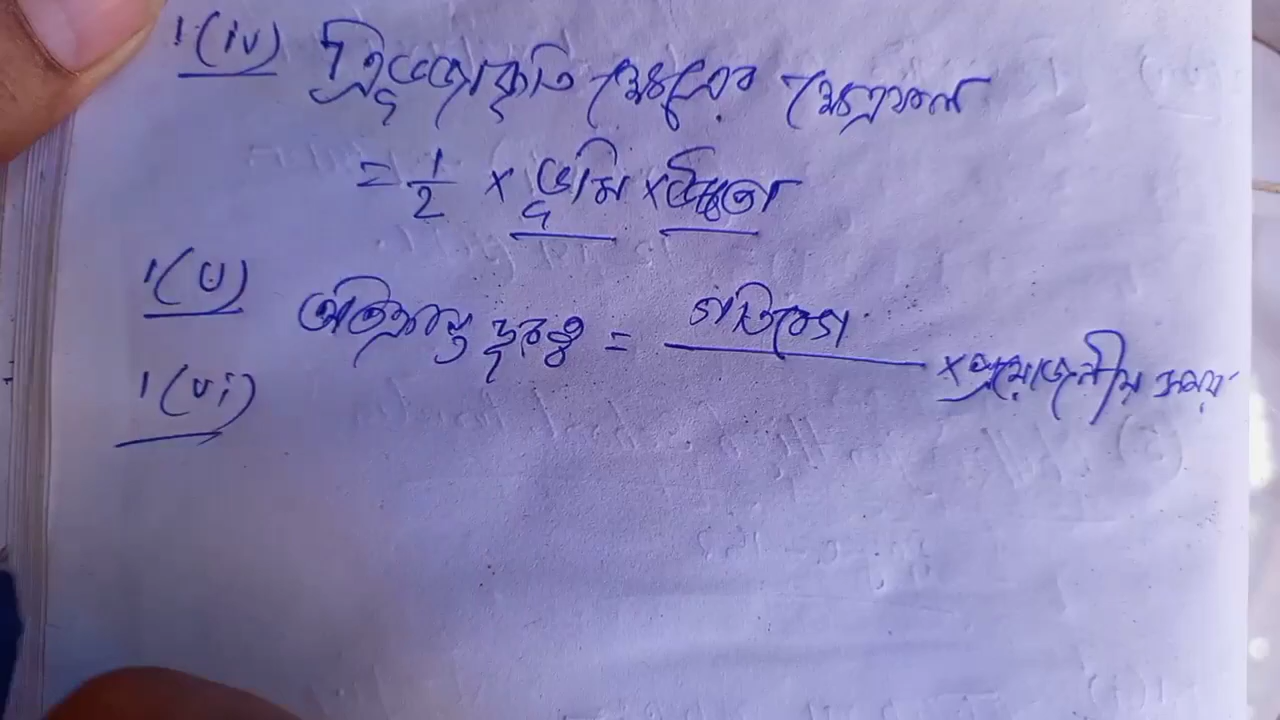 1(iv) ত্রিভুজাকৃতি ক্ষেত্রের ক্ষেত্রফল
= 1/2 × ভূমি × উচ্চতা
1(v) অতিক্রান্ত দূরত্ব = গতিবেগ × প্রয়োজনীয় সময়
1(vi)